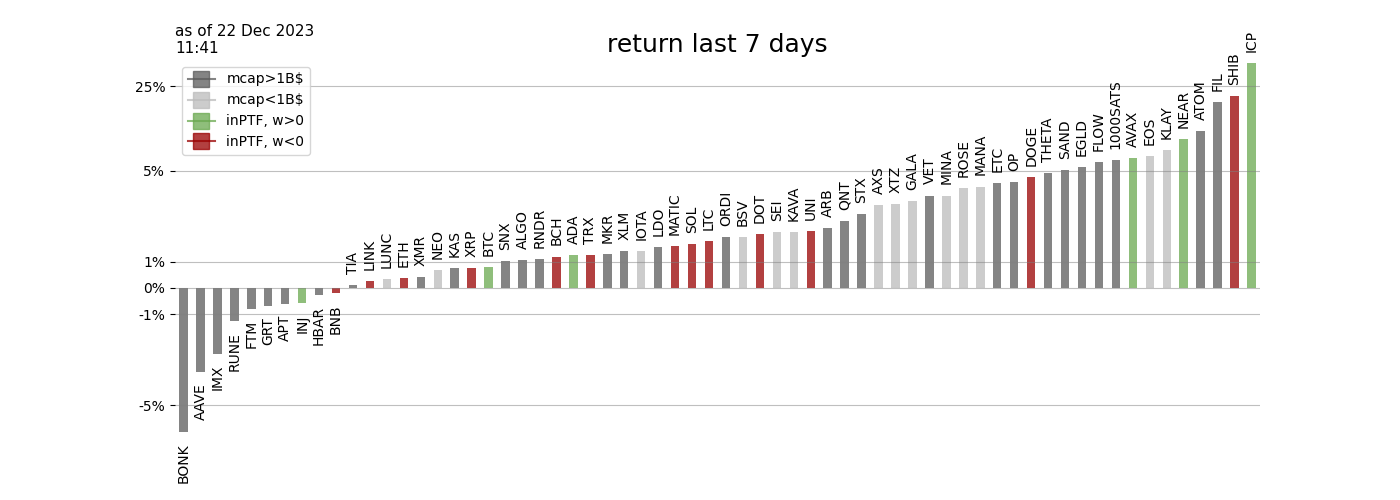 as of 22 Dec 2023
11:41
return last 7 days
mcap>1B$
mcap<1B$
inPTF, w>0
inPTF, w<0
25%
5%
1%
0%
-1%
-5%
BONK
AAVE
IMX
RUNE
FTM
GRT
APT
INJ
HBAR
BNB
TIA
LINK
LUNC
ETH
XMR
NEO
KAS
XRP
BTC
SNX
ALGO
RNDR
BCH
ADA
TRX
MKR
XLM
IOTA
LDO
MATIC
SOL
LTC
ORDI
BSV
DOT
SEI
KAVA
UNI
ARB
QNT
STX
AXS
XTZ
GALA
VET
MINA
ROSE
MANA
ETC
OP
DOGE
THETA
SAND
EGLD
FLOW
1000SATS
AVAX
EOS
KLAY
NEAR
ATOM
FIL
SHIB
ICP